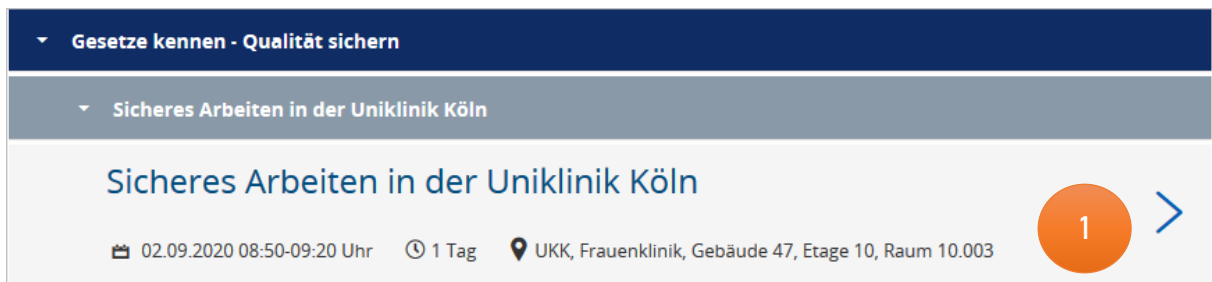 Gesetze kennen - Qualität sichern
Sicheres Arbeiten in der Uniklinik Köln
Sicheres Arbeiten in der Uniklinik Köln
1
02.09.2020 08:50-09:20 Uhr 1 Tag UKK, Frauenklinik, Gebäude 47, Etage 10, Raum 10.003